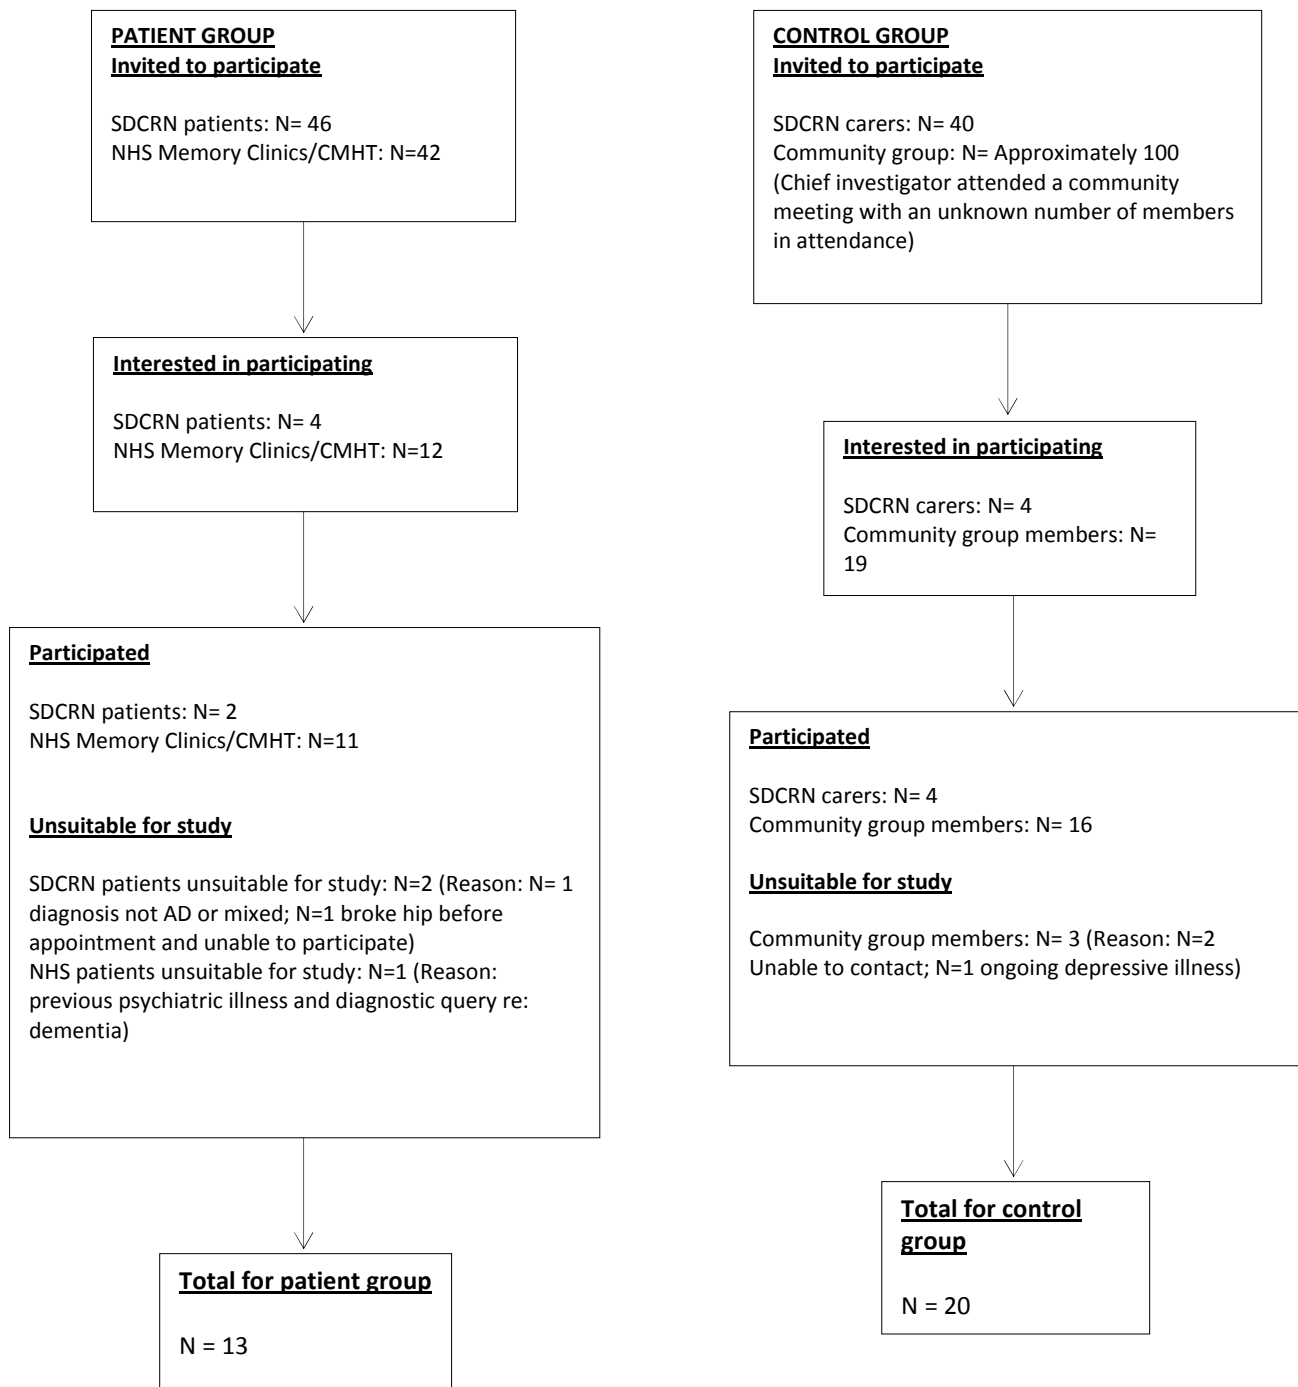 PATIENT GROUP
Invited to participate
SDCRN patients: N= 46
NHS Memory Clinics/CMHT: N=42
Interested in participating
SDCRN patients: N= 4
NHS Memory Clinics/CMHT: N=12
Participated
SDCRN patients: N= 2
NHS Memory Clinics/CMHT: N=11
Unsuitable for study
SDCRN patients unsuitable for study: N=2 (Reason: N= 1
diagnosis not AD or mixed; N=1 broke hip before
appointment and unable to participate)
NHS patients unsuitable for study: N=1 (Reason:
previous psychiatric illness and diagnostic query re:
dementia)
Total for patient group
N = 13
CONTROL GROUP
Invited to participate
SDCRN carers: N= 40
Community group: N= Approximately 100
(Chief investigator attended a community
meeting with an unknown number of members
in attendance)
Interested in participating
SDCRN carers: N= 4
Community group members: N=
19
Participated
SDCRN carers: N= 4
Community group members: N= 16
Unsuitable for study
Community group members: N= 3 (Reason: N=2
Unable to contact; N=1 ongoing depressive illness)
Total for control
group
N = 20